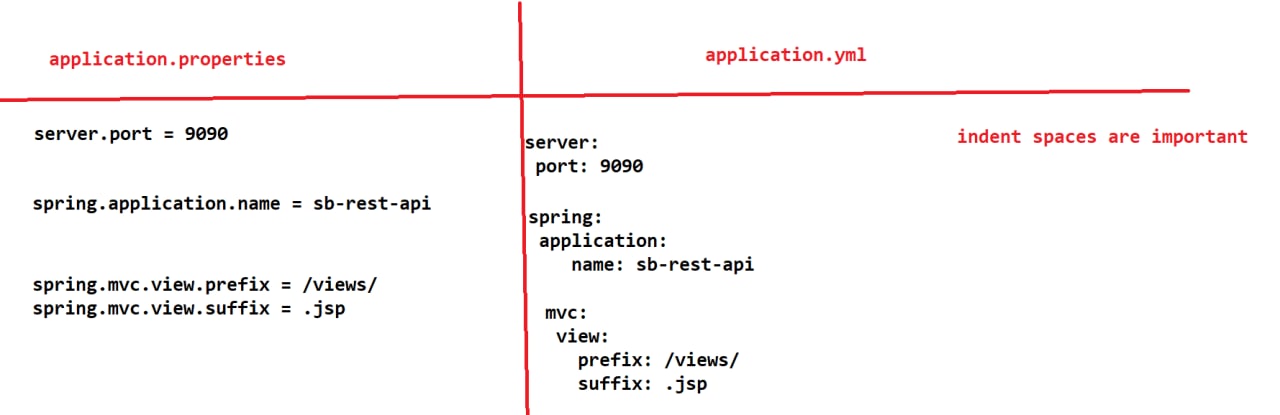 application.properties
application.yml
server.port = 9090
spring.application.name = sb-rest-api
spring.mvc.view.prefix = /views/
spring.mvc.view.suffix = .jsp
server:
port: 9090
spring:
application:
name: sb-rest-api
mvc:
view:
prefix: /views/
suffix: .jsp
indent spaces are important